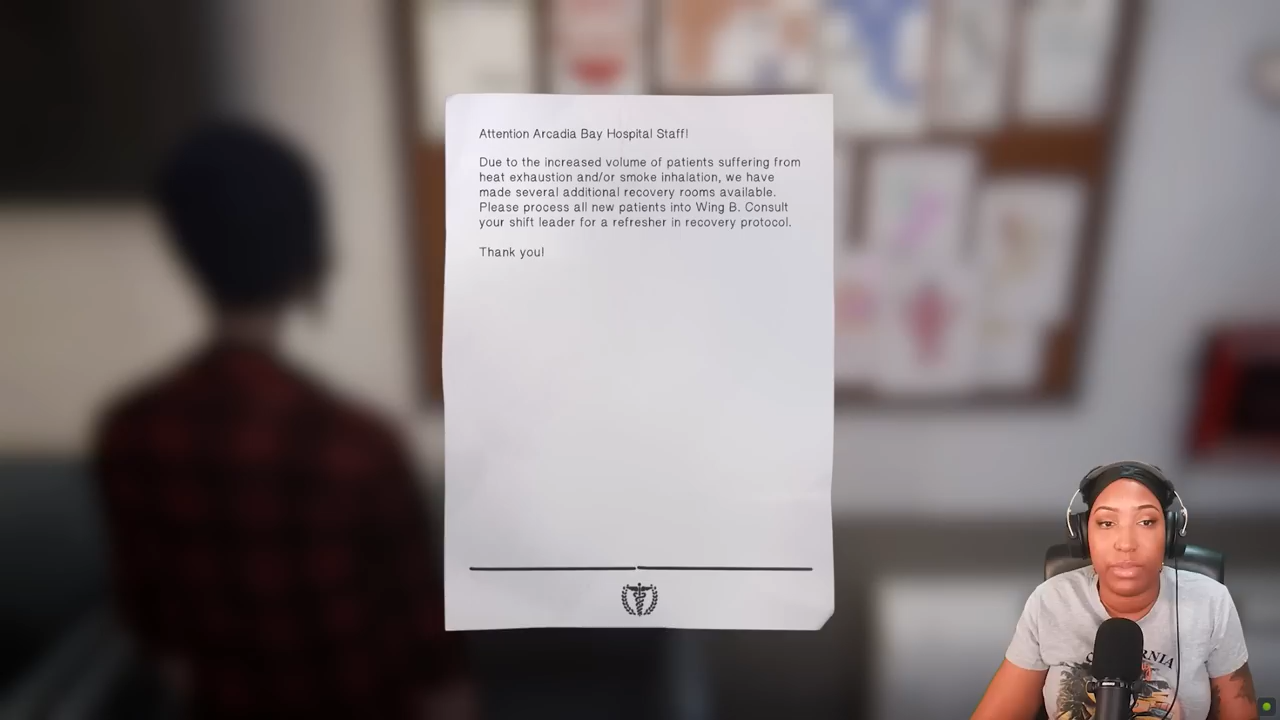 Attention Arcadia Bay Hospital Staff!
Due to the increased volume of patients suffering from
heat exhaustion and/or smoke inhalation, we have
made several additional recovery rooms available.
Please process all new patients into Wing B. Consult
your shift leader for a refresher in recovery protocol.
Thank you!